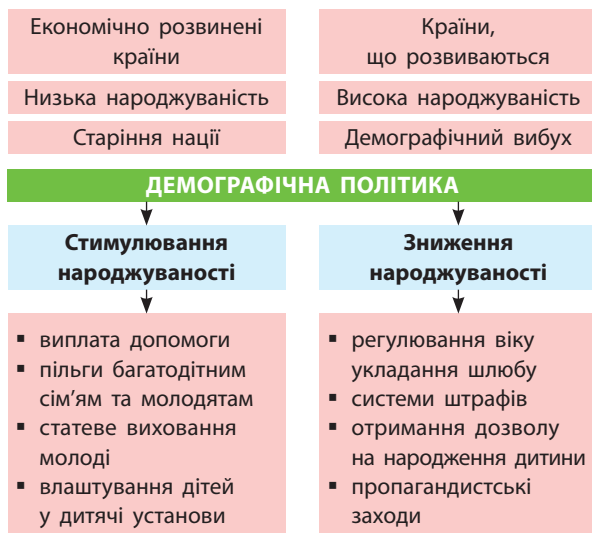 Економічно розвинені
країни
Низька народжуваність
Старіння нації
Країни,
що розвиваються
Висока народжуваність
Демографічний вибух
ДЕМОГРАФІЧНА ПОЛІТИКА
Стимулювання
народжуваності
▪ виплата допомоги
▪ пільги багатодітним
сім’ям та молодятам
▪ статеве виховання
молоді
▪ влаштування дітей
у дитячі установи
Зниження
народжуваності
▪ регулювання віку
укладання шлюбу
▪ системи штрафів
▪ отримання дозволу
на народження дитини
▪ пропагандистські
заходи